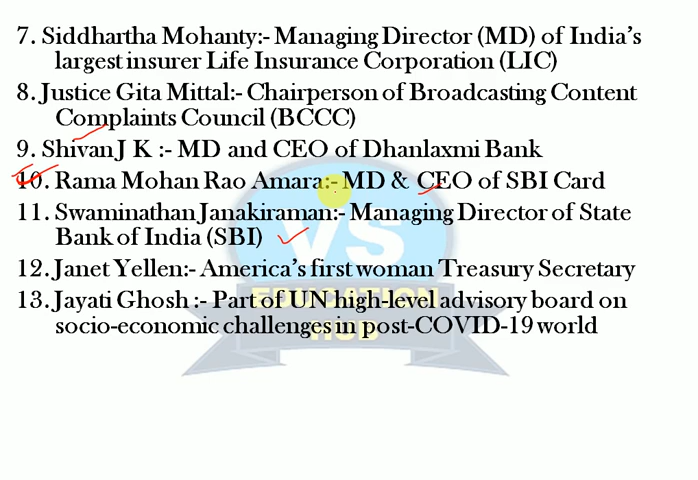 7. Siddhartha Mohanty:- Managing Director (MD) of India's
largest insurer Life Insurance Corporation (LIC)
8. Justice Gita Mittal:- Chairperson of Broadcasting Content
Complaints Council (BCCC)
9. Shivan J K :- MD and CEO of Dhanlaxmi Bank
10. Rama Mohan Rao Amara:- MD & CEO of SBI Card
11. Swaminathan Janakiraman:- Managing Director of State
Bank of India (SBI)
12. Janet Yellen:- America's first woman Treasury Secretary
13. Jayati Ghosh :- Part of UN high-level advisory board on
socio-economic challenges in post-COVID-19 world
VS
EDUCATION
HUB